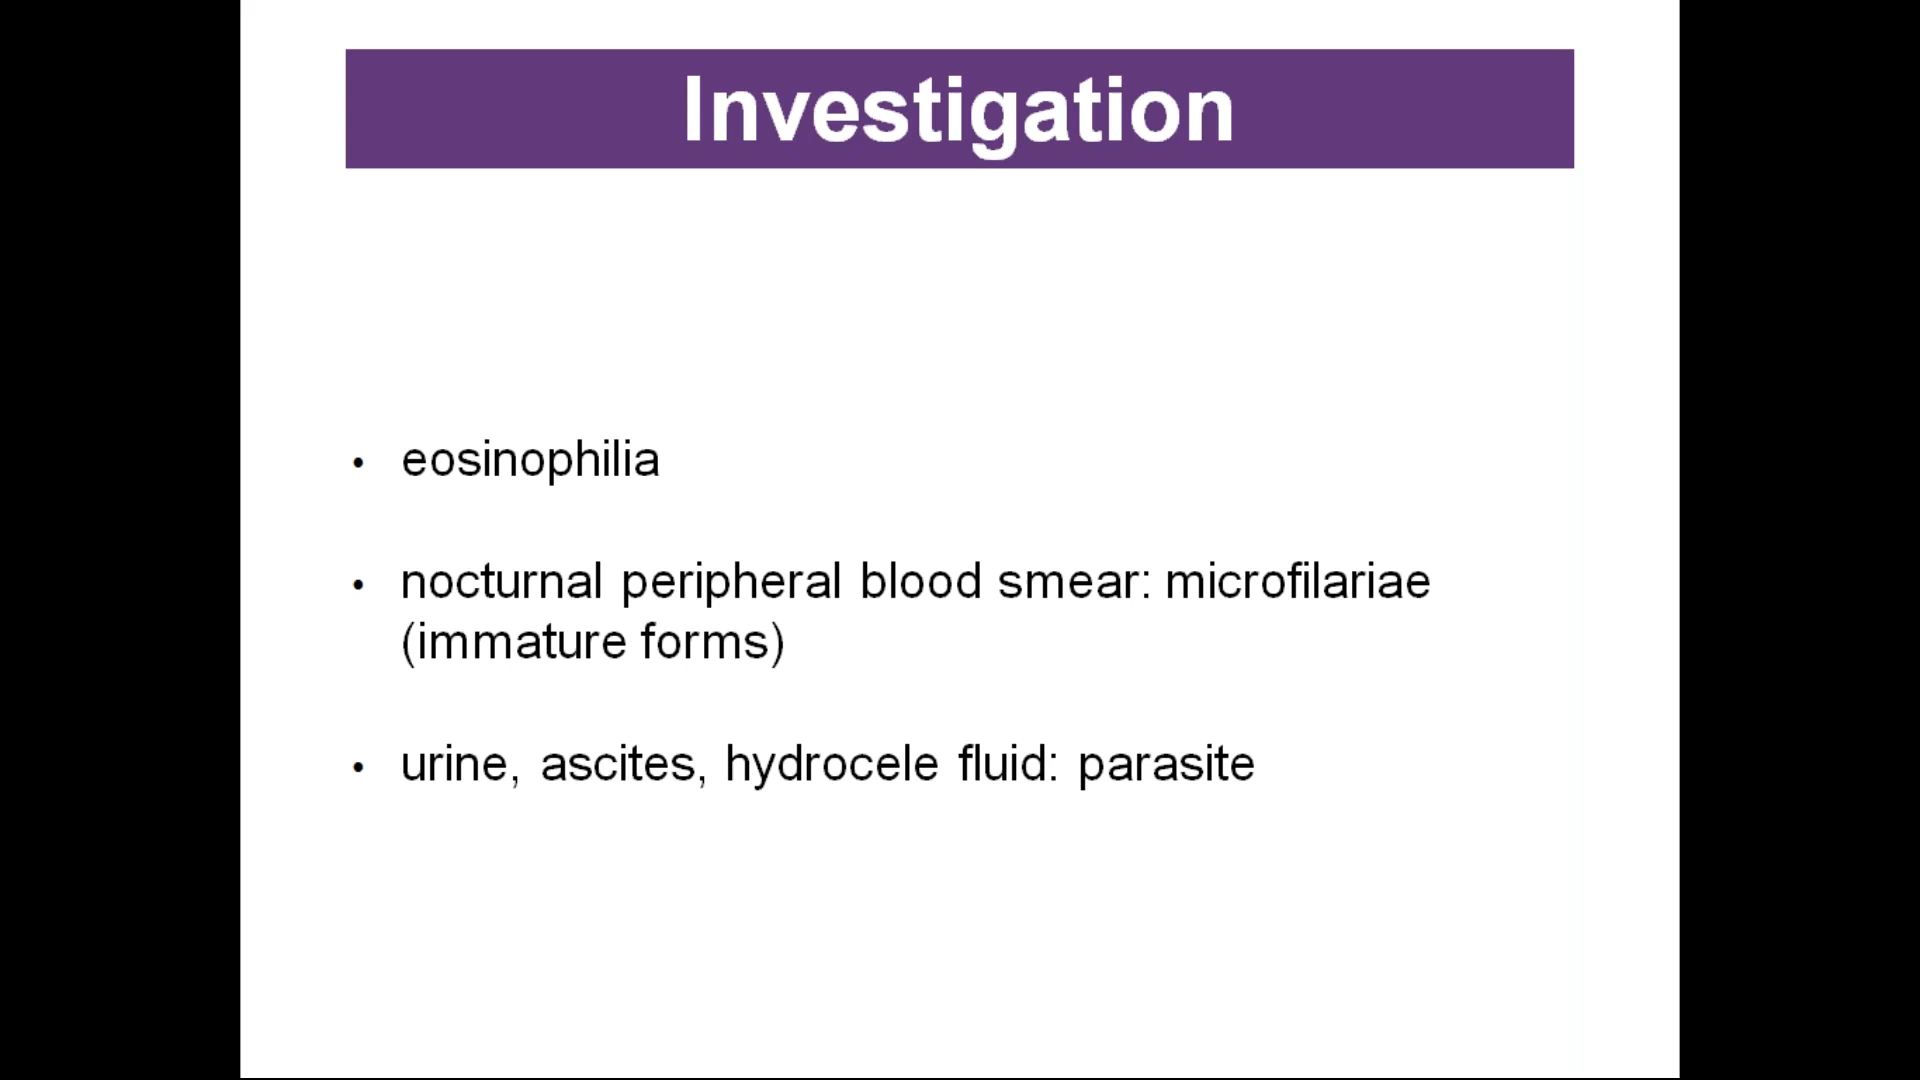 Investigation
• eosinophilia
• nocturnal peripheral blood smear: microfilariae
(immature forms)
• urine, ascites, hydrocele fluid: parasite